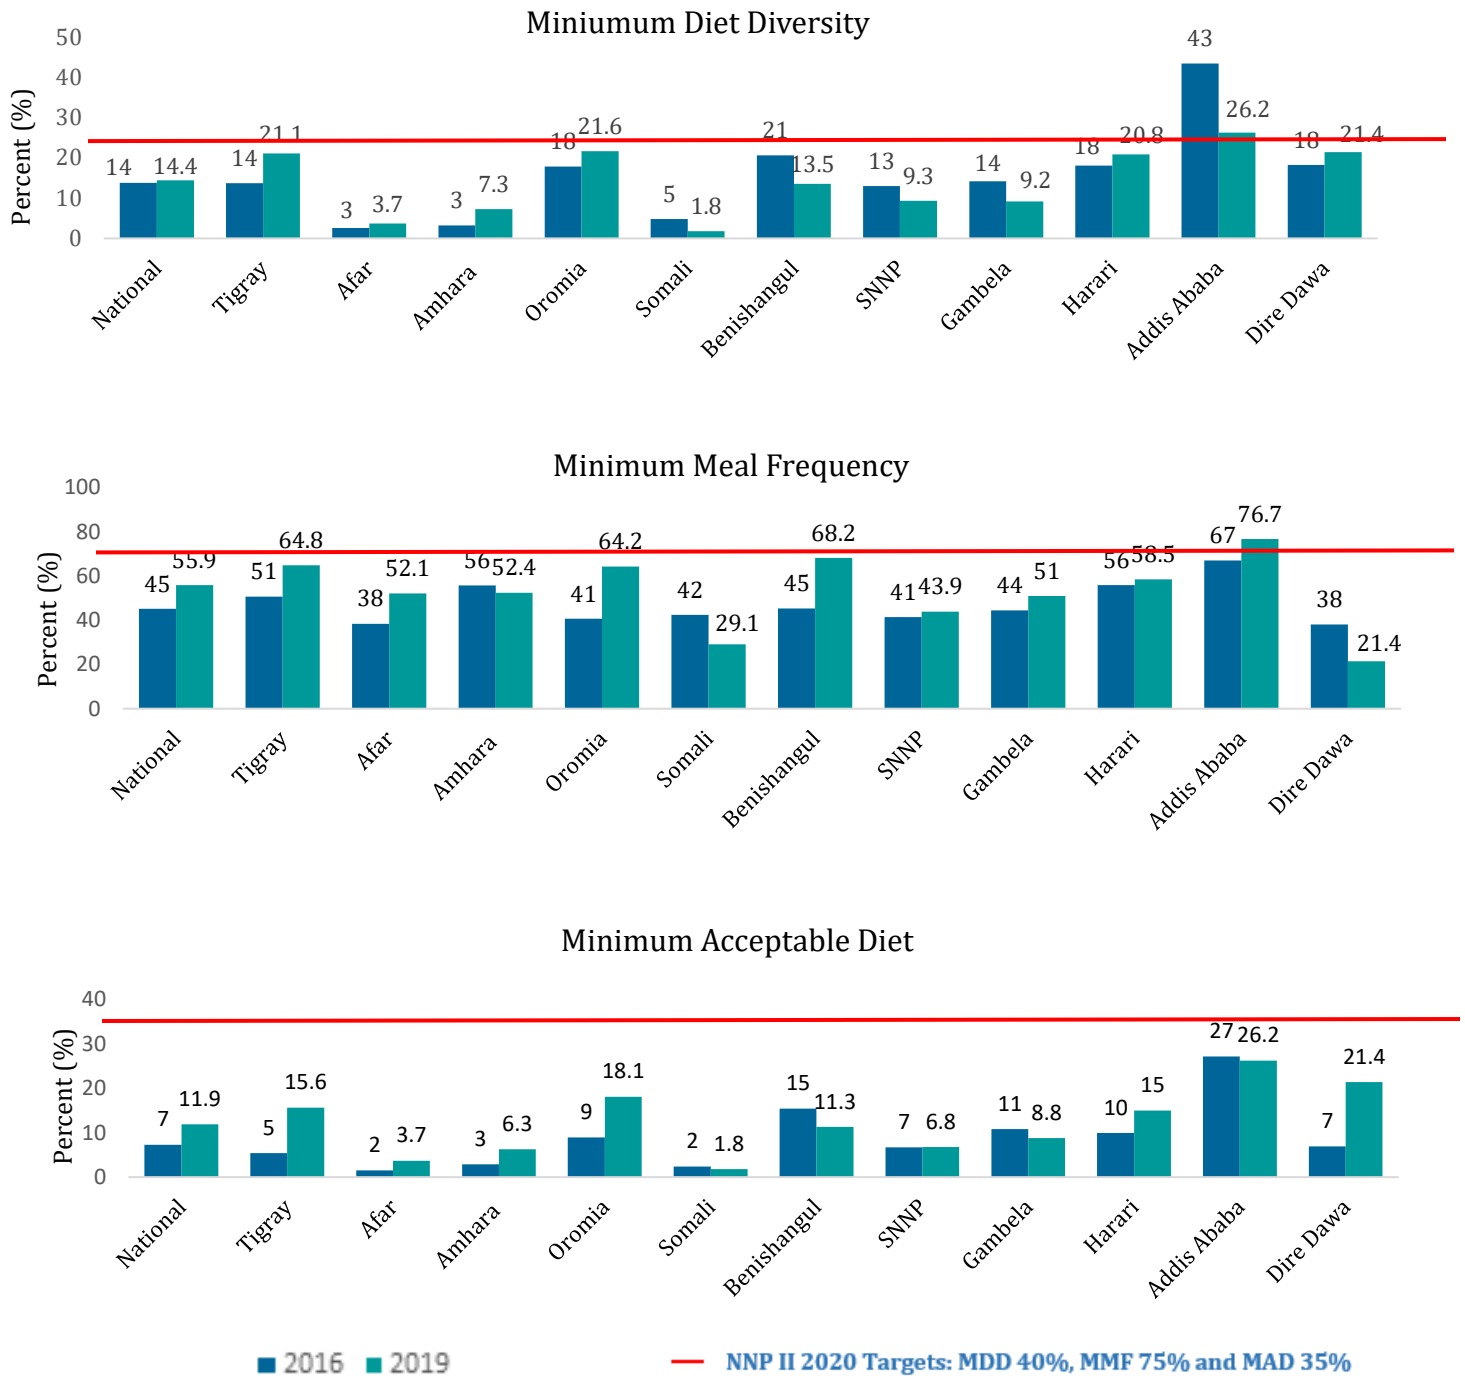 Miniumum Diet Diversity
Percent (%)
50
40
30
20
10
0
14 14.4 14 21.1 3 3.7 3 7.3 18 21.6 5 1.8 21 13.5 13 9.3 14 9.2 18 20.8 43 26.2 18 21.4
National Tigray Afar Amhara Oromia Somali Benishangul SNNP Gambela Harari Addis Ababa Dire Dawa
Minimum Meal Frequency
Percent (%)
100
80
60
40
20
0
45 55.9 51 64.8 38 52.1 56 52.4 41 64.2 42 29.1 45 68.2 41 43.9 44 51 56 58.5 67 76.7 38 21.4
National Tigray Afar Amhara Oromia Somali Benishangul SNNP Gambela Harari Addis Ababa Dire Dawa
Minimum Acceptable Diet
Percent (%)
40
30
20
10
0
7 11.9 5 15.6 2 3.7 3 6.3 9 18.1 2 1.8 15 11.3 7 6.8 11 8.8 10 15 27 26.2 7 21.4
National Tigray Afar Amhara Oromia Somali Benishangul SNNP Gambela Harari Addis Ababa Dire Dawa
2016 2019 NNP II 2020 Targets: MDD 40%, MMF 75% and MAD 35%